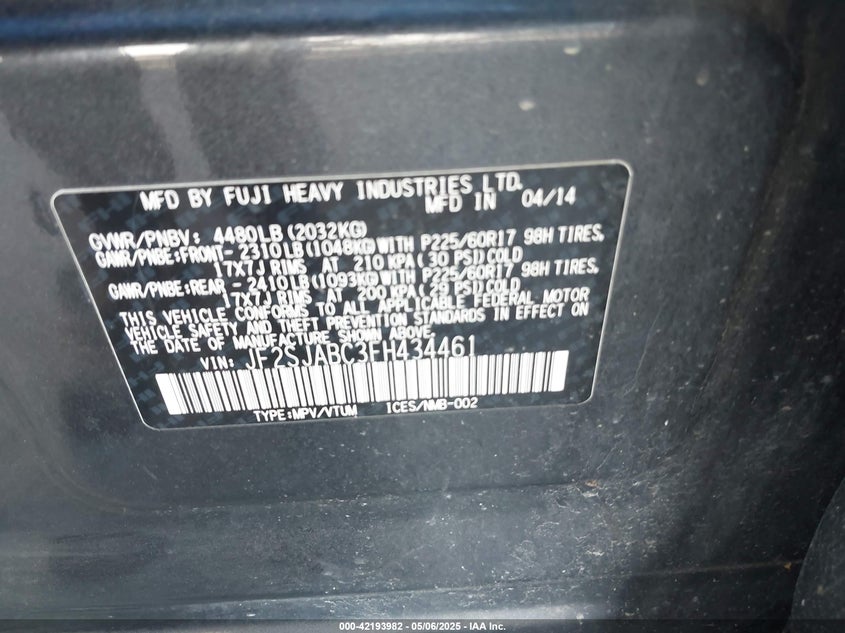 MFD BY FUJI HEAVY INDUSTRIES LTD.
MFD IN 04/14
GVWR/PNBV: 4480LB (2032KG)
GAWR/PNBE:FRONT- 2310LB (1048KG) WITH P225/60R17 98H TIRES,
17X7J RIMS AT 210 KPA (30 PSI) COLD
GAWR/PNBE:REAR - 2410LB (1093KG) WITH P225/60R17 98H TIRES,
17X7J RIMS AT 200 KPA (29 PSI) COLD
THIS VEHICLE CONFORMS TO ALL APPLICABLE FEDERAL MOTOR
VEHICLE SAFETY AND THEFT PREVENTION STANDARDS IN EFFECT ON
THE DATE OF MANUFACTURE SHOWN ABOVE.
VIN: JF2SJABC3FH434461
TYPE:MPV/VTUM ICES/NMB-002
000-42193982 - 05/06/2025 - IAA Inc.